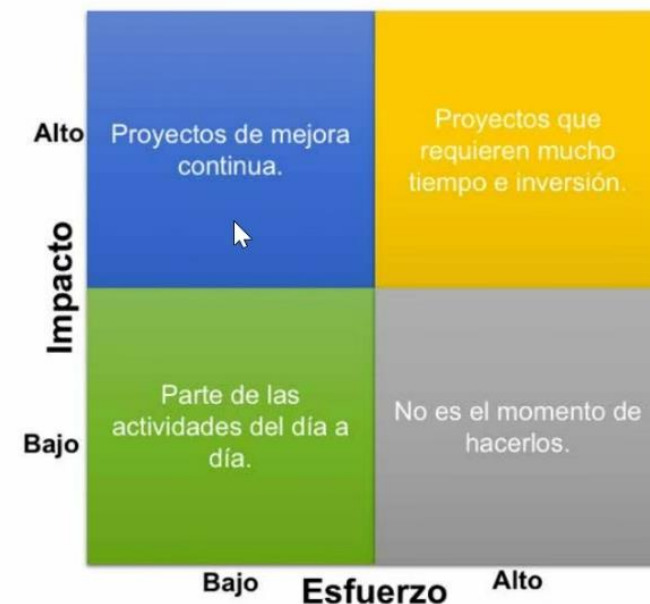 Alto
Proyectos de mejora
continua.
Proyectos que
requieren mucho
tiempo e inversión.
Impacto
Bajo
Parte de las
actividades del día a
día.
No es el momento de
hacerlos.
Bajo
Esfuerzo
Alto